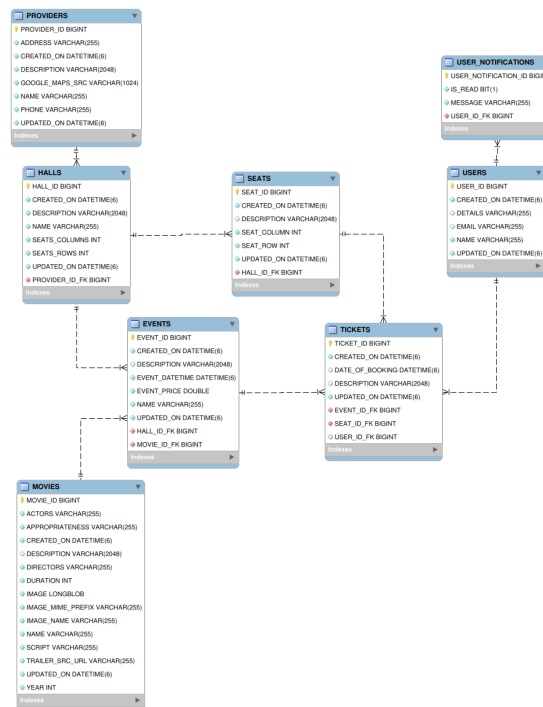 PROVIDERS
PROVIDER_ID BIGINT
ADDRESS VARCHAR(255)
CREATED_ON DATETIME(6)
DESCRIPTION VARCHAR(2048)
GOOGLE_MAPS_SRC VARCHAR(1024)
NAME VARCHAR(255)
PHONE VARCHAR(255)
UPDATED_ON DATETIME(6)
Indexes
USER_NOTIFICATIONS
USER_NOTIFICATION_ID BIGI
IS_READ BIT(1)
MESSAGE VARCHAR(255)
USER_ID_FK BIGINT
Indexes
HALLS
HALL_ID BIGINT
CREATED_ON DATETIME(6)
DESCRIPTION VARCHAR(2048)
NAME VARCHAR(255)
SEATS_COLUMNS INT
SEATS_ROWS INT
UPDATED_ON DATETIME(6)
PROVIDER_ID_FK BIGINT
Indexes
SEATS
SEAT_ID BIGINT
CREATED_ON DATETIME(6)
DESCRIPTION VARCHAR(2048)
SEAT_COLUMN INT
SEAT_ROW INT
UPDATED_ON DATETIME(6)
HALL_ID_FK BIGINT
Indexes
USERS
USER_ID BIGINT
CREATED_ON DATETIME(6)
DETAILS VARCHAR(255)
EMAIL VARCHAR(255)
NAME VARCHAR(255)
UPDATED_ON DATETIME(6)
Indexes
EVENTS
EVENT_ID BIGINT
CREATED_ON DATETIME(6)
DESCRIPTION VARCHAR(2048)
EVENT_DATETIME DATETIME(6)
EVENT_PRICE DOUBLE
NAME VARCHAR(255)
UPDATED_ON DATETIME(6)
HALL_ID_FK BIGINT
MOVIE_ID_FK BIGINT
Indexes
TICKETS
TICKET_ID BIGINT
CREATED_ON DATETIME(6)
DATE_OF_BOOKING DATETIME(6)
DESCRIPTION VARCHAR(2048)
UPDATED_ON DATETIME(6)
EVENT_ID_FK BIGINT
SEAT_ID_FK BIGINT
USER_ID_FK BIGINT
Indexes
MOVIES
MOVIE_ID BIGINT
ACTORS VARCHAR(255)
APPROPRIATENESS VARCHAR(255)
CREATED_ON DATETIME(6)
DESCRIPTION VARCHAR(2048)
DIRECTORS VARCHAR(255)
DURATION INT
IMAGE LONGBLOB
IMAGE_MIME_PREFIX VARCHAR(255)
IMAGE_NAME VARCHAR(255)
NAME VARCHAR(255)
SCRIPT VARCHAR(255)
TRAILER_SRC_URL VARCHAR(255)
UPDATED_ON DATETIME(6)
YEAR INT
Indexes